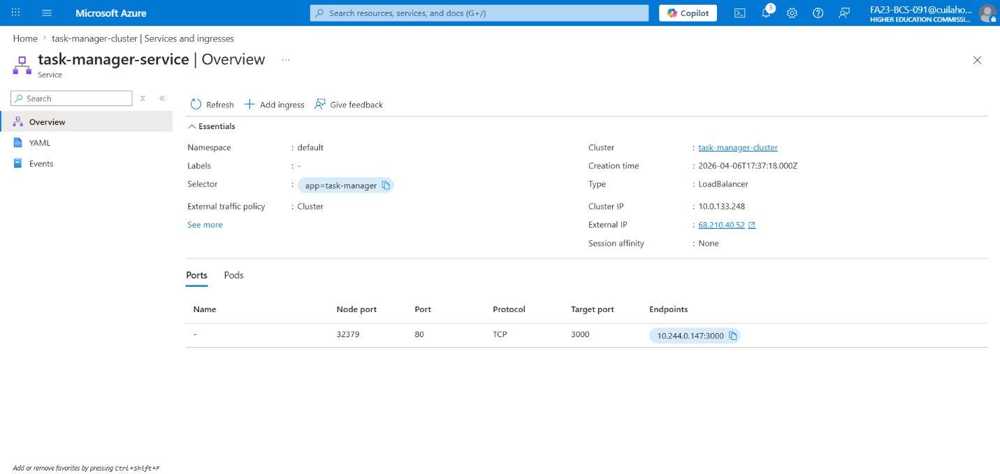 Microsoft Azure
Search resources, services, and docs (G+/)
Copilot
3
FA23-BCS-091@cuilaho...
HIGHER EDUCATION COMMISSI...
Home > task-manager-cluster | Services and ingresses
task-manager-service | Overview ...
Service
Search
Overview
YAML
Events
Refresh
Add ingress
Give feedback
Essentials
Namespace : default
Labels : -
Selector : app=task-manager
External traffic policy : Cluster
See more
Cluster : task-manager-cluster
Creation time : 2026-04-06T17:37:18.000Z
Type : LoadBalancer
Cluster IP : 10.0.133.248
External IP : 68.210.40.52
Session affinity : None
Ports Pods
Name Node port Port Protocol Target port Endpoints
- 32379 80 TCP 3000 10.244.0.147:3000
Add or remove favorites by pressing Ctrl+Shift+F